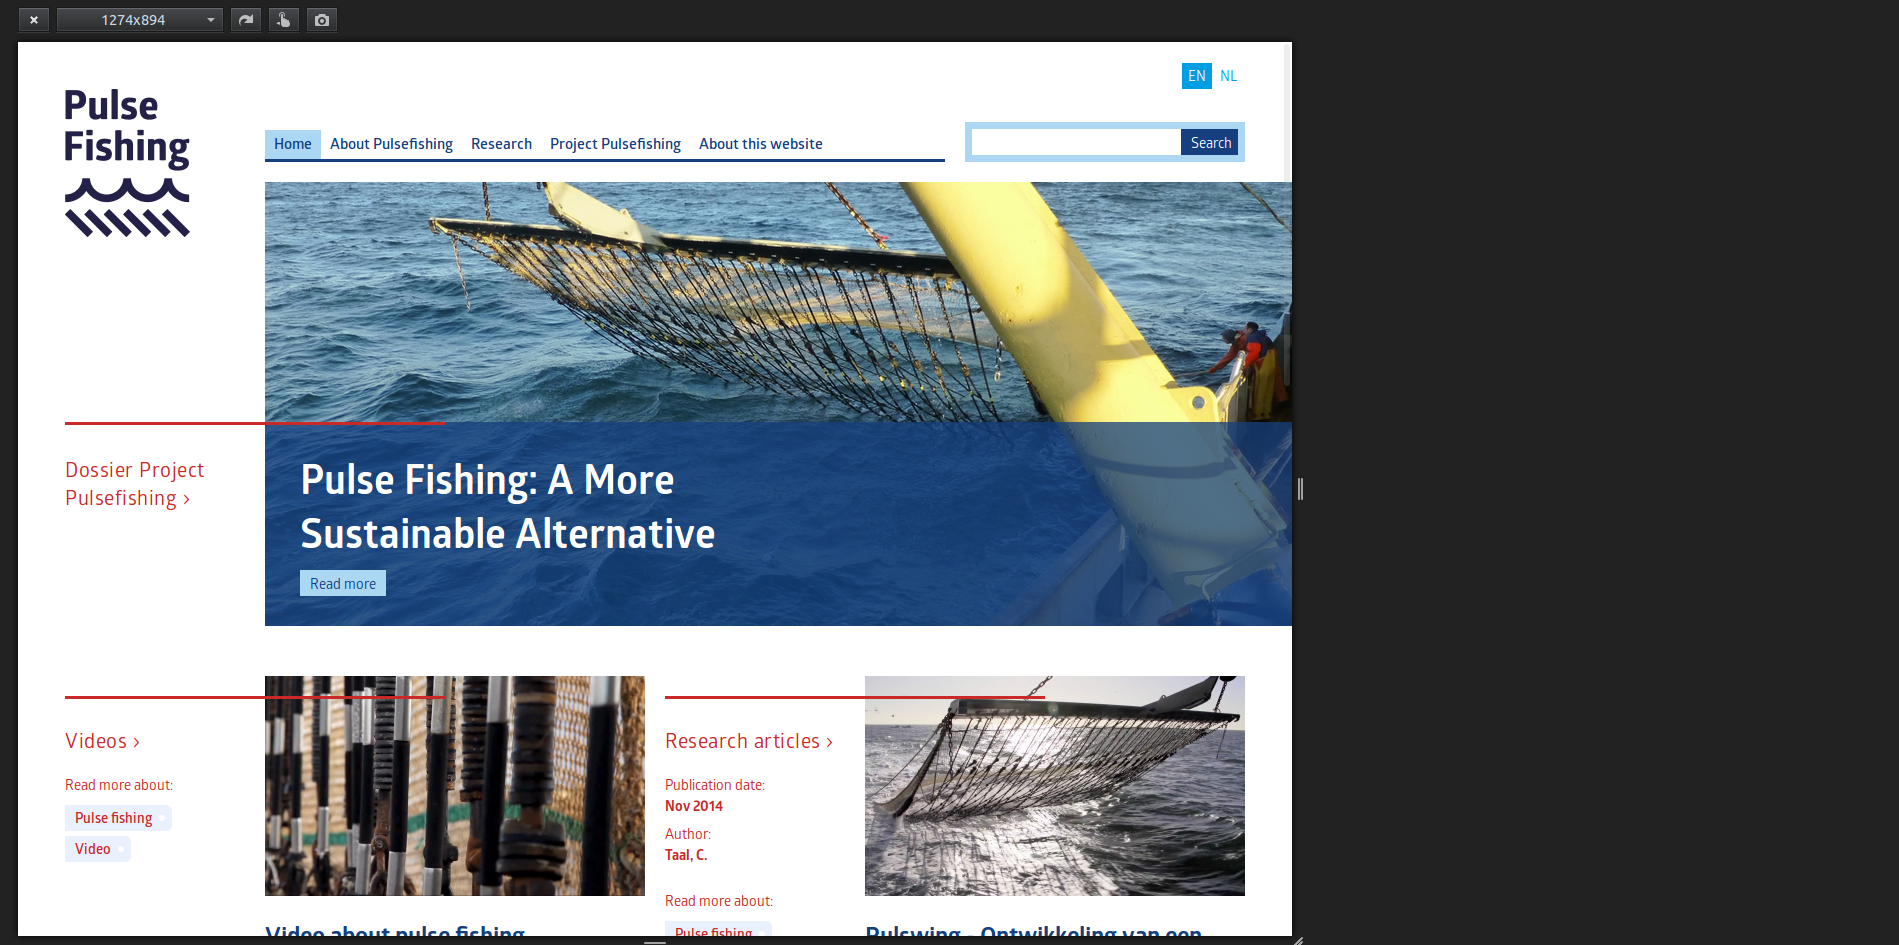 1274x894
EN NL
Pulse
Fishing
Home About Pulsefishing Research Project Pulsefishing About this website
Search
Dossier Project
Pulsefishing ›
Pulse Fishing: A More
Sustainable Alternative
Read more
Videos ›
Read more about:
Pulse fishing
Video
Video about pulse fishing
Research articles ›
Publication date:
Nov 2014
Author:
Taal, C.
Read more about:
Pulse fishing
Pulswing - Ontwikkeling van een